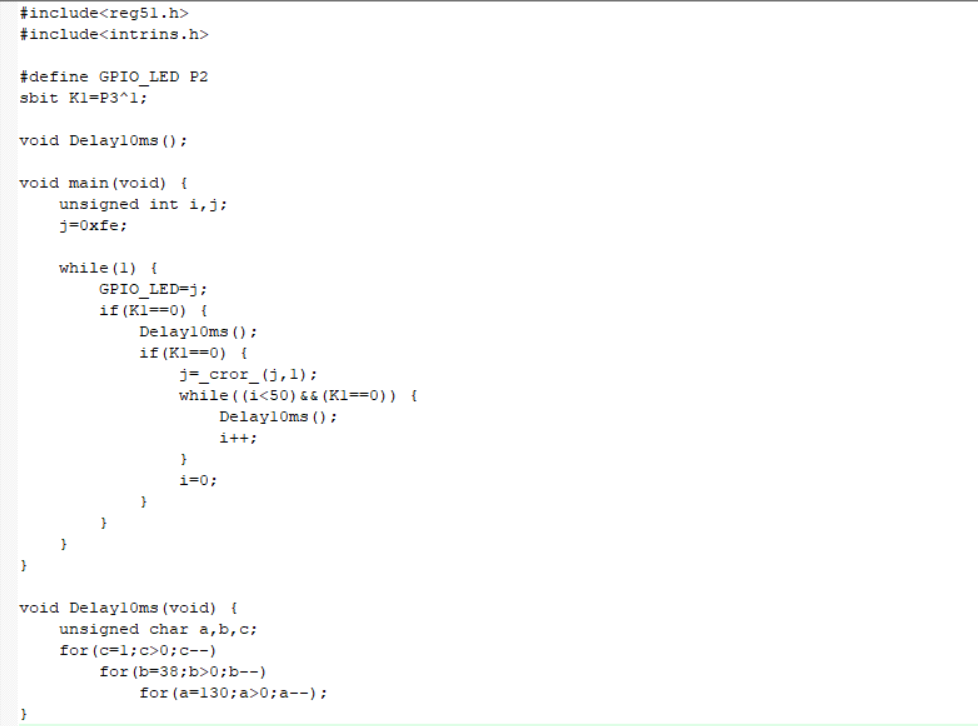 #include<reg51.h>
#include<intrins.h>

#define GPIO_LED P2
sbit K1=P3^1;

void Delay10ms();

void main(void) {
    unsigned int i,j;
    j=0xfe;

    while(1) {
        GPIO_LED=j;
        if(K1==0) {
            Delay10ms();
            if(K1==0) {
                j=_cror_(j,1);
                while((i<50)&&(K1==0)) {
                    Delay10ms();
                    i++;
                }
                i=0;
            }
        }
    }
}

void Delay10ms(void) {
    unsigned char a,b,c;
    for(c=1;c>0;c--)
        for(b=38;b>0;b--)
            for(a=130;a>0;a--);
}